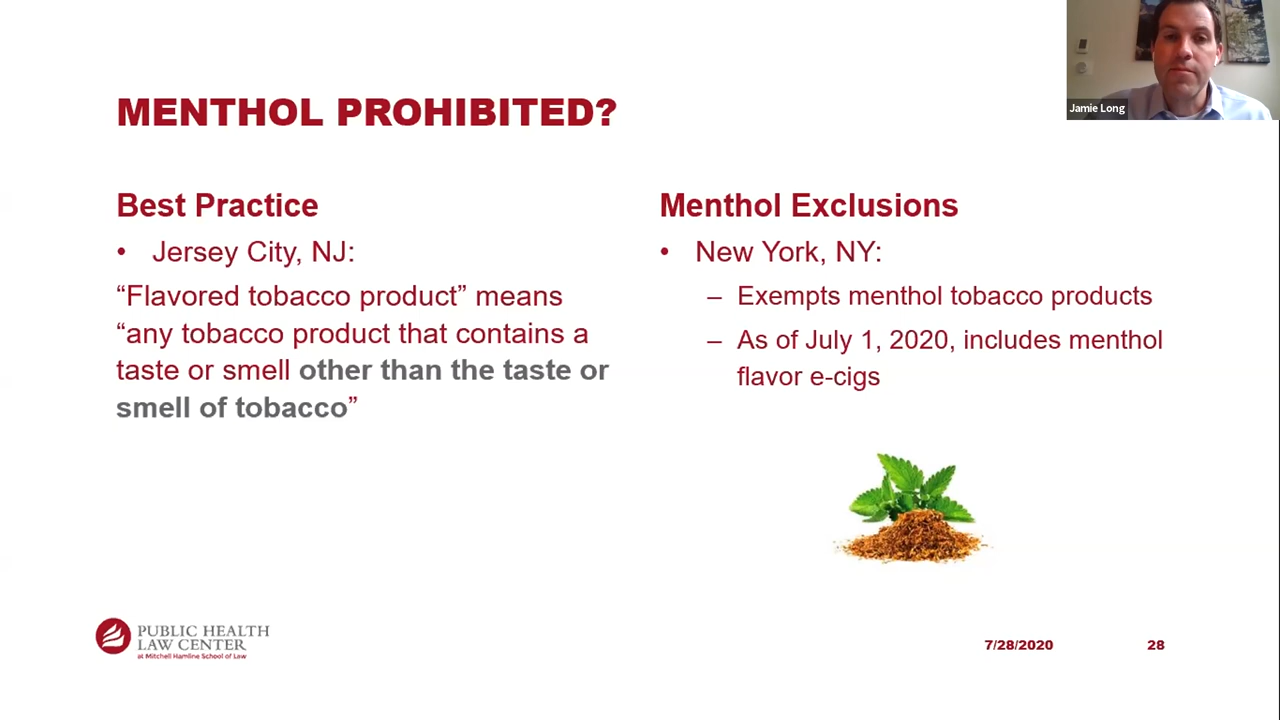 Jamie Long
MENTHOL PROHIBITED?
Best Practice
• Jersey City, NJ:
“Flavored tobacco product” means
“any tobacco product that contains a
taste or smell other than the taste or
smell of tobacco”
Menthol Exclusions
• New York, NY:
– Exempts menthol tobacco products
– As of July 1, 2020, includes menthol
flavor e-cigs
PUBLIC HEALTH
LAW CENTER
at Mitchell Hamline School of Law
7/28/2020
28